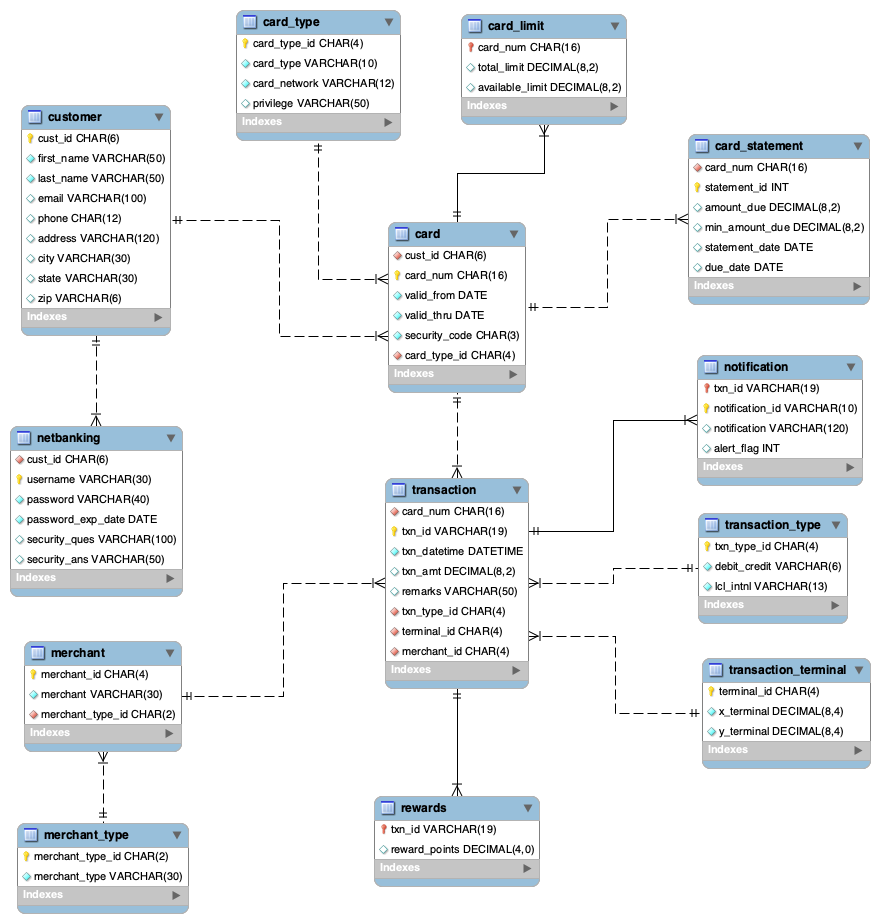 card_type
card_type_id CHAR(4)
card_type VARCHAR(10)
card_network VARCHAR(12)
privilege VARCHAR(50)
Indexes
card_limit
card_num CHAR(16)
total_limit DECIMAL(8,2)
available_limit DECIMAL(8,2)
Indexes
customer
cust_id CHAR(6)
first_name VARCHAR(50)
last_name VARCHAR(50)
email VARCHAR(100)
phone CHAR(12)
address VARCHAR(120)
city VARCHAR(30)
state VARCHAR(30)
zip VARCHAR(6)
Indexes
card_statement
card_num CHAR(16)
statement_id INT
amount_due DECIMAL(8,2)
min_amount_due DECIMAL(8,2)
statement_date DATE
due_date DATE
Indexes
card
cust_id CHAR(6)
card_num CHAR(16)
valid_from DATE
valid_thru DATE
security_code CHAR(3)
card_type_id CHAR(4)
Indexes
notification
txn_id VARCHAR(19)
notification_id VARCHAR(10)
notification VARCHAR(120)
alert_flag INT
Indexes
netbanking
cust_id CHAR(6)
username VARCHAR(30)
password VARCHAR(40)
password_exp_date DATE
security_ques VARCHAR(100)
security_ans VARCHAR(50)
Indexes
transaction
card_num CHAR(16)
txn_id VARCHAR(19)
txn_datetime DATETIME
txn_amt DECIMAL(8,2)
remarks VARCHAR(50)
txn_type_id CHAR(4)
terminal_id CHAR(4)
merchant_id CHAR(4)
Indexes
transaction_type
txn_type_id CHAR(4)
debit_credit VARCHAR(6)
lcl_intnl VARCHAR(13)
Indexes
merchant
merchant_id CHAR(4)
merchant VARCHAR(30)
merchant_type_id CHAR(2)
Indexes
transaction_terminal
terminal_id CHAR(4)
x_terminal DECIMAL(8,4)
y_terminal DECIMAL(8,4)
Indexes
rewards
txn_id VARCHAR(19)
reward_points DECIMAL(4,0)
Indexes
merchant_type
merchant_type_id CHAR(2)
merchant_type VARCHAR(30)
Indexes